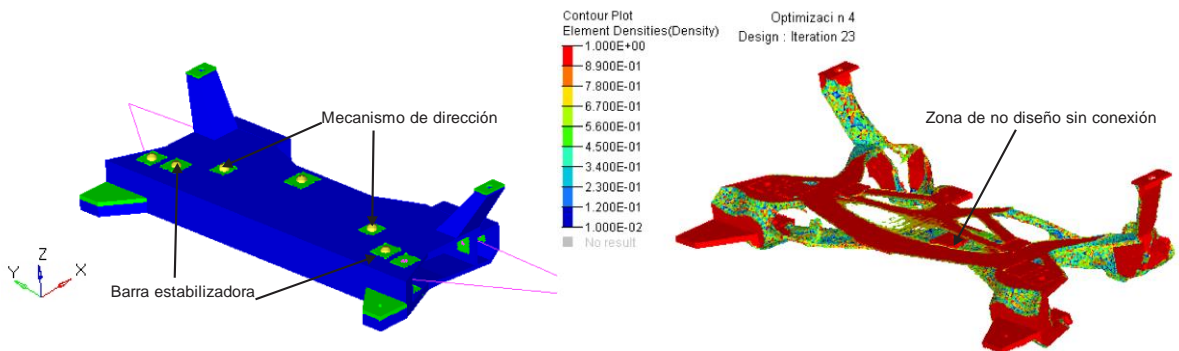 Mecanismo de dirección
Barra estabilizadora
Z
Y
X
Contour Plot
Element Densities(Density)
1.000E+00
8.900E-01
7.800E-01
6.700E-01
5.600E-01
4.500E-01
3.400E-01
2.300E-01
1.200E-01
1.000E-02
No result
Optimizaci n 4
Design : Iteration 23
Zona de no diseño sin conexión